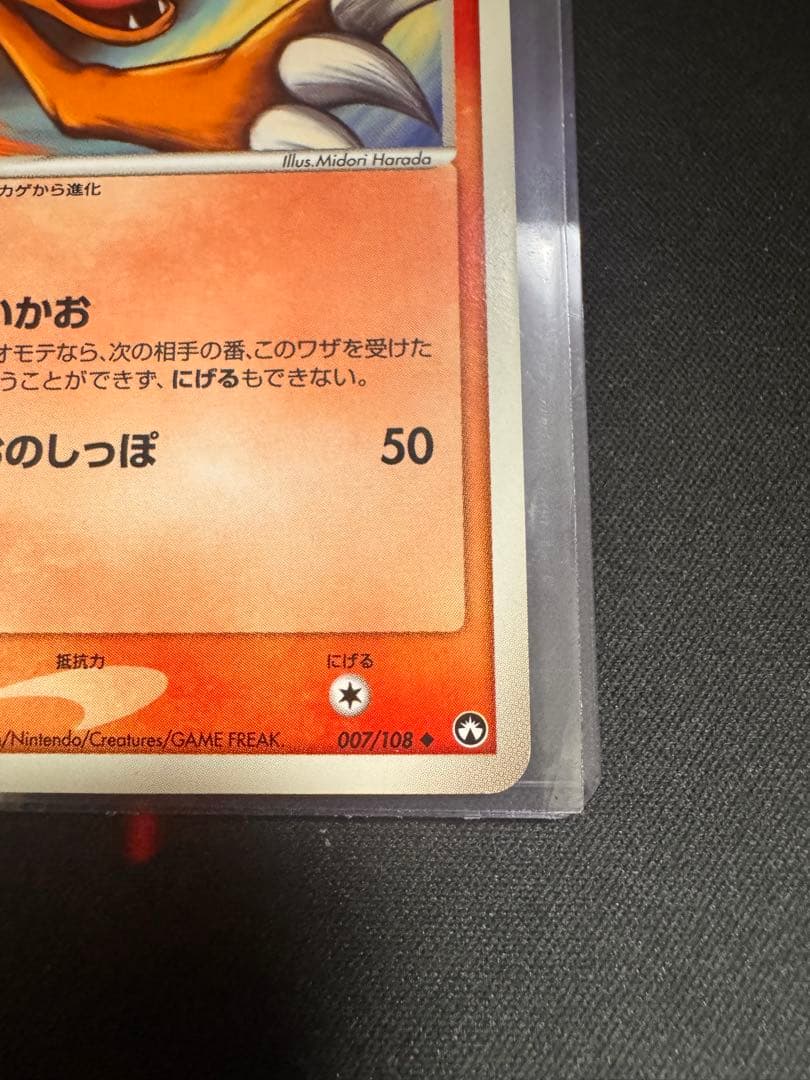 Illus.Midori Harada
カゲから進化
いかお
オモテなら、次の相手の番、このワザを受けた
うことができず、にげるもできない。
のしっぽ 50
抵抗力 にげる
/Nintendo/Creatures/GAME FREAK.
007/108 ◆